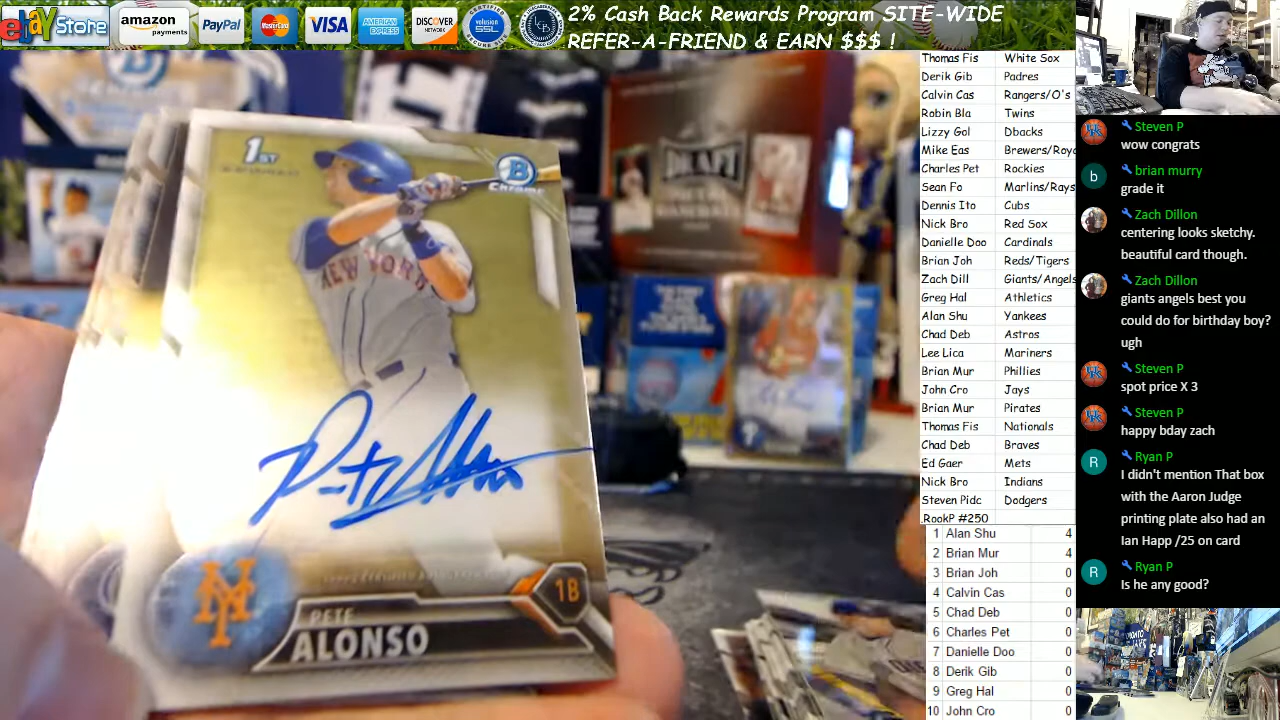 ebay Store
amazon
payments
PayPal
MasterCard
VISA
AMERICAN
EXPRESS
DISCOVER
NETWORK
volusion
SSL
2% Cash Back Rewards Program SITE-WIDE
REFER-A-FRIEND & EARN $$$ !
1ST
B
Chrome
NEW YORK
NY
PETE
ALONSO
1B
DRAFT
Thomas Fis White Sox
Derik Gib Padres
Calvin Cas Rangers/O's
Robin Bla Twins
Lizzy Gol Dbacks
Mike Eas Brewers/Roya
Charles Pet Rockies
Sean Fo Marlins/Rays
Dennis Ito Cubs
Nick Bro Red Sox
Danielle Doo Cardinals
Brian Joh Reds/Tigers
Zach Dill Giants/Angels
Greg Hal Athletics
Alan Shu Yankees
Chad Deb Astros
Lee Lica Mariners
Brian Mur Phillies
John Cro Jays
Brian Mur Pirates
Thomas Fis Nationals
Chad Deb Braves
Ed Gaer Mets
Nick Bro Indians
Steven Pidc Dodgers
.RookP #250
1 Alan Shu 4
2 Brian Mur 4
3 Brian Joh 0
4 Calvin Cas 0
5 Chad Deb 0
6 Charles Pet 0
7 Danielle Doo 0
8 Derik Gib 0
9 Greg Hal 0
10 John Cro 0
Steven P
wow congrats
b
brian murry
grade it
Zach Dillon
centering looks sketchy.
beautiful card though.
Zach Dillon
giants angels best you
could do for birthday boy?
ugh
Steven P
spot price X 3
Steven P
happy bday zach
R
Ryan P
I didn't mention That box
with the Aaron Judge
printing plate also had an
Ian Happ /25 on card
R
Ryan P
Is he any good?